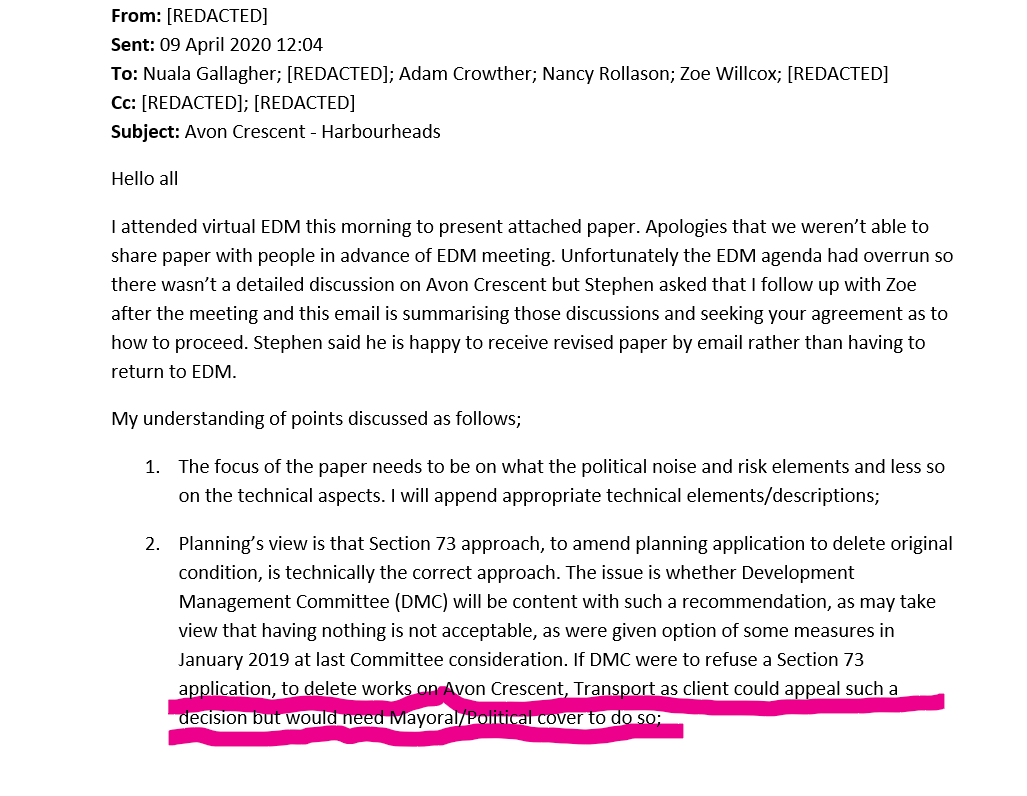 From: [REDACTED]
Sent: 09 April 2020 12:04
To: Nuala Gallagher; [REDACTED]; Adam Crowther; Nancy Rollason; Zoe Willcox; [REDACTED]
Cc: [REDACTED]; [REDACTED]
Subject: Avon Crescent - Harbourheads
Hello all
I attended virtual EDM this morning to present attached paper. Apologies that we weren’t able to
share paper with people in advance of EDM meeting. Unfortunately the EDM agenda had overrun so
there wasn’t a detailed discussion on Avon Crescent but Stephen asked that I follow up with Zoe
after the meeting and this email is summarising those discussions and seeking your agreement as to
how to proceed. Stephen said he is happy to receive revised paper by email rather than having to
return to EDM.
My understanding of points discussed as follows;
1. The focus of the paper needs to be on what the political noise and risk elements and less so
on the technical aspects. I will append appropriate technical elements/descriptions;
2. Planning’s view is that Section 73 approach, to amend planning application to delete original
condition, is technically the correct approach. The issue is whether Development
Management Committee (DMC) will be content with such a recommendation, as may take
view that having nothing is not acceptable, as were given option of some measures in
January 2019 at last Committee consideration. If DMC were to refuse a Section 73
application, to delete works on Avon Crescent, Transport as client could appeal such a
decision but would need Mayoral/Political cover to do so;